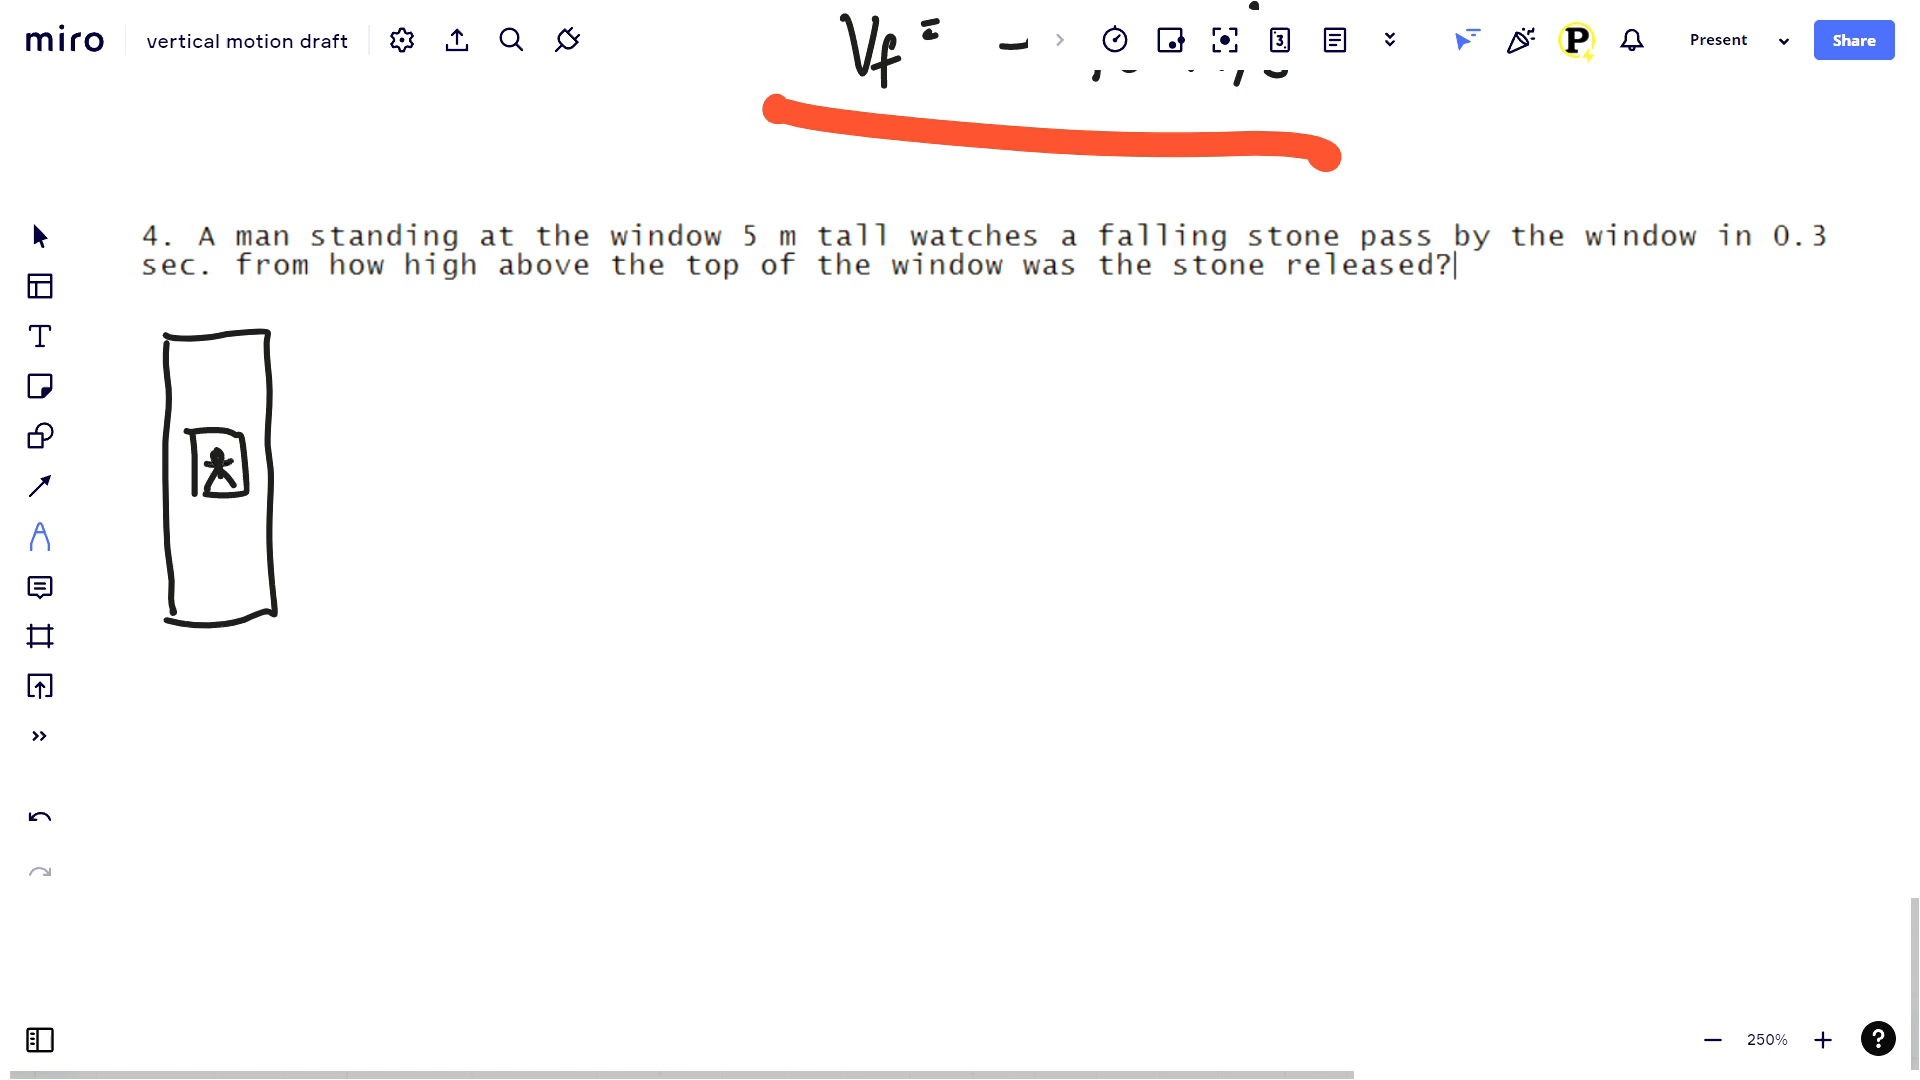 miro vertical motion draft Vf = - Present Share
4. A man standing at the window 5 m tall watches a falling stone pass by the window in 0.3
sec. from how high above the top of the window was the stone released?
250%